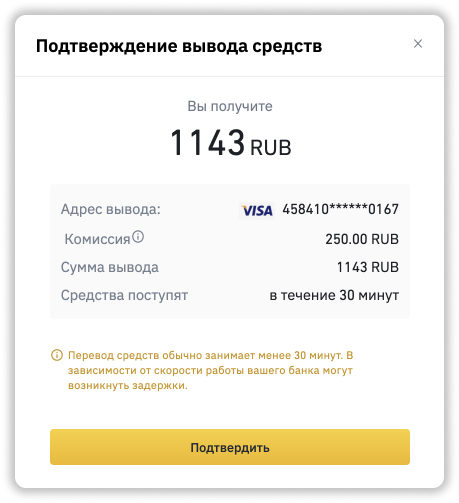 Подтверждение вывода средств
Вы получите
1143 RUB
Адрес вывода: VISA 458410******0167
Комиссия 250.00 RUB
Сумма вывода 1143 RUB
Средства поступят в течение 30 минут
Перевод средств обычно занимает менее 30 минут. В
зависимости от скорости работы вашего банка могут
возникнуть задержки.
Подтвердить